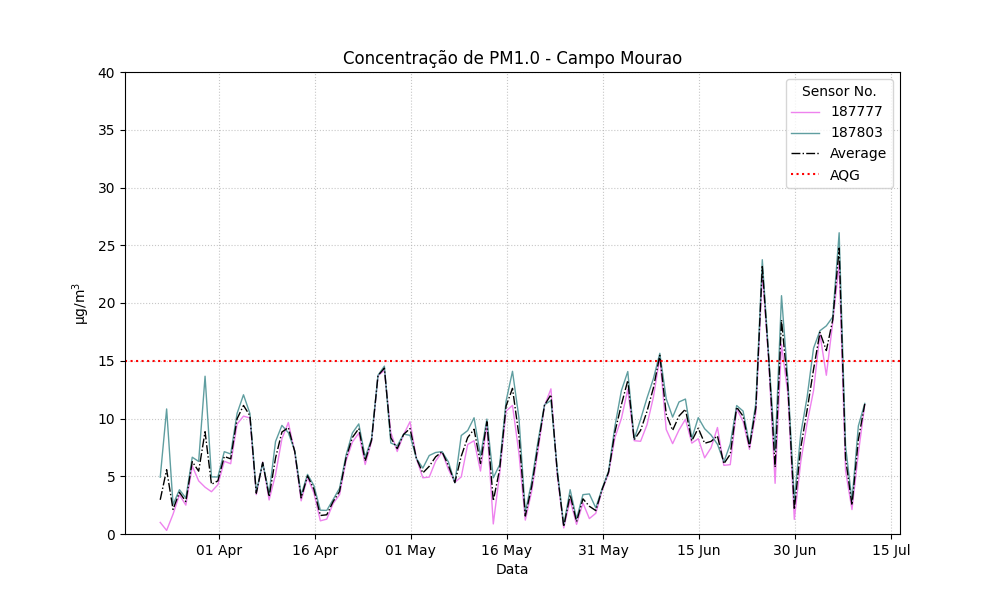 Concentração de PM1.0 - Campo Mourao
40
35
30
25
20
15
10
5
0
µg/m³
01 Apr
16 Apr
01 May
16 May
31 May
15 Jun
30 Jun
15 Jul
Data
Sensor No.
187777
187803
Average
AQG